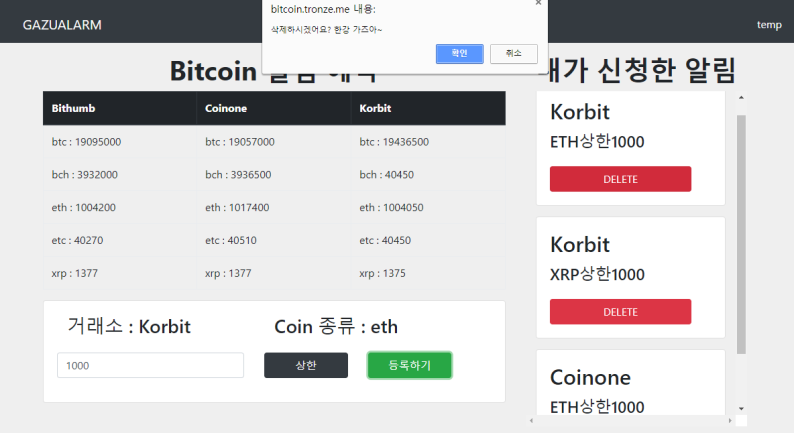 GAZUALARM
temp
bitcoin.tronze.me 내용:
삭제하시겠어요? 한강 가즈아~
확인
취소
Bitcoin 알림 예약
내가 신청한 알림
Bithumb Coinone Korbit
btc : 19095000 btc : 19057000 btc : 19436500
bch : 3932000 bch : 3936500 bch : 40450
eth : 1004200 eth : 1017400 eth : 1004050
etc : 40270 etc : 40510 etc : 40450
xrp : 1377 xrp : 1377 xrp : 1375
거래소 : Korbit
Coin 종류 : eth
1000
상한
등록하기
Korbit
ETH상한1000
DELETE
Korbit
XRP상한1000
DELETE
Coinone
ETH상한1000